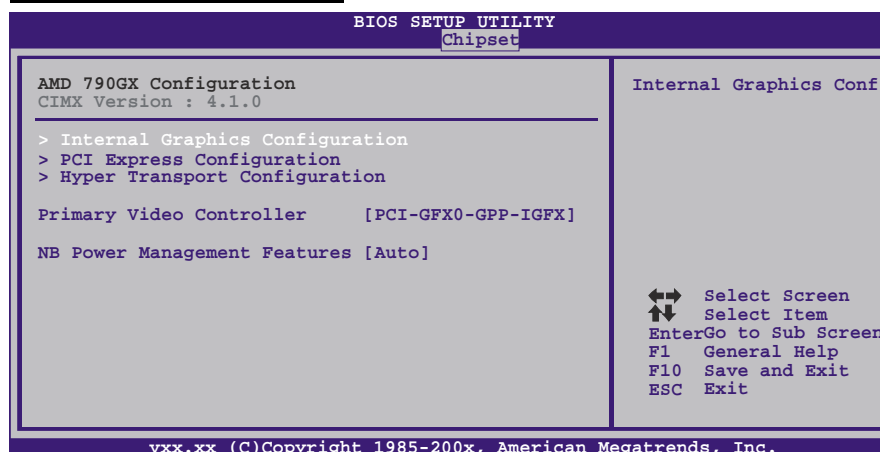 BIOS SETUP UTILITY
Chipset
AMD 790GX Configuration
CIMX Version : 4.1.0
> Internal Graphics Configuration
> PCI Express Configuration
> Hyper Transport Configuration
Primary Video Controller [PCI-GFX0-GPP-IGFX]
NB Power Management Features [Auto]
Internal Graphics Conf
Select Screen
Select Item
EnterGo to Sub Screen
F1 General Help
F10 Save and Exit
ESC Exit
vxx.xx (C)Copyright 1985-200x, American Megatrends, Inc.